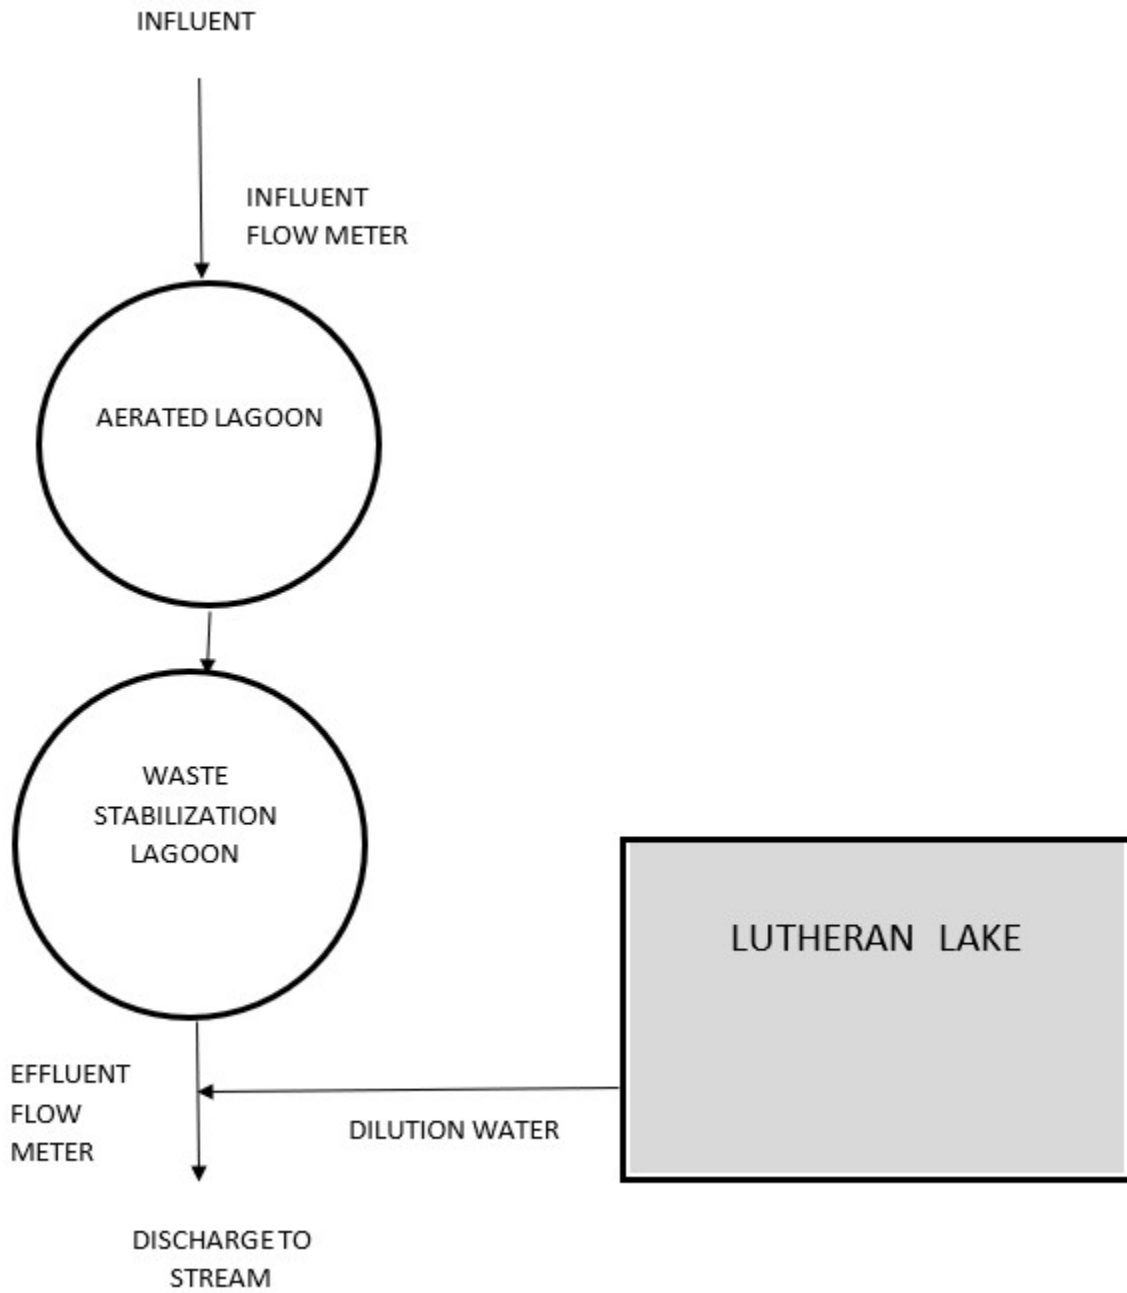 INFLUENT
INFLUENT
FLOW METER
AERATED LAGOON
WASTE
STABILIZATION
LAGOON
LUTHERAN LAKE
EFFLUENT
FLOW
METER
DILUTION WATER
DISCHARGE TO
STREAM